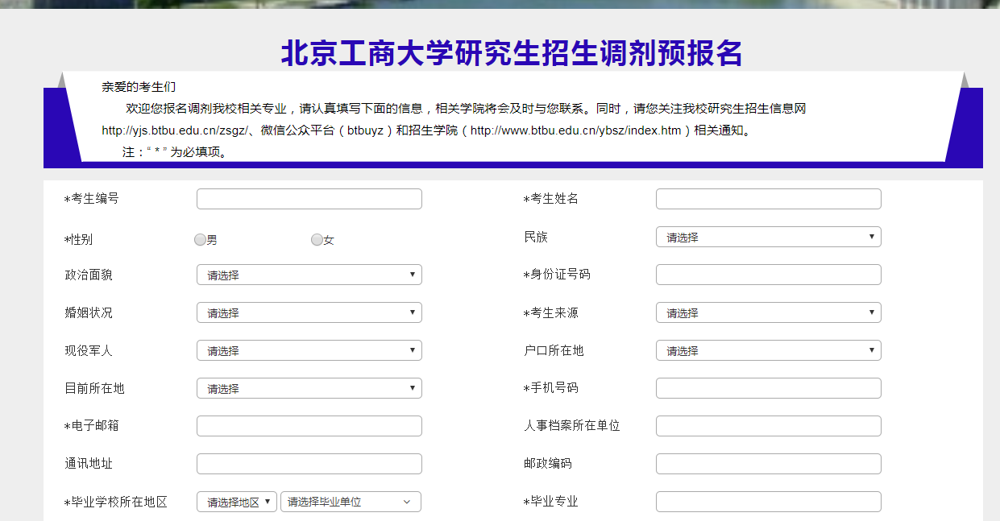 北京工商大学研究生招生调剂预报名
亲爱的考生们
欢迎您报名调剂我校相关专业，请认真填写下面的信息，相关学院将会及时与您联系。同时，请您关注我校研究生招生信息网
http://yjs.btbu.edu.cn/zsgz/、微信公众平台（btbuyz）和招生学院（http://www.btbu.edu.cn/ybsz/index.htm）相关通知。
注：“ * ” 为必填项。
*考生编号 *考生姓名
*性别 男 女 民族 请选择
政治面貌 请选择 *身份证号码
婚姻状况 请选择 *考生来源 请选择
现役军人 请选择 户口所在地 请选择
目前所在地 请选择 *手机号码
*电子邮箱 人事档案所在单位
通讯地址 邮政编码
*毕业学校所在地区 请选择地区 请选择毕业单位 *毕业专业